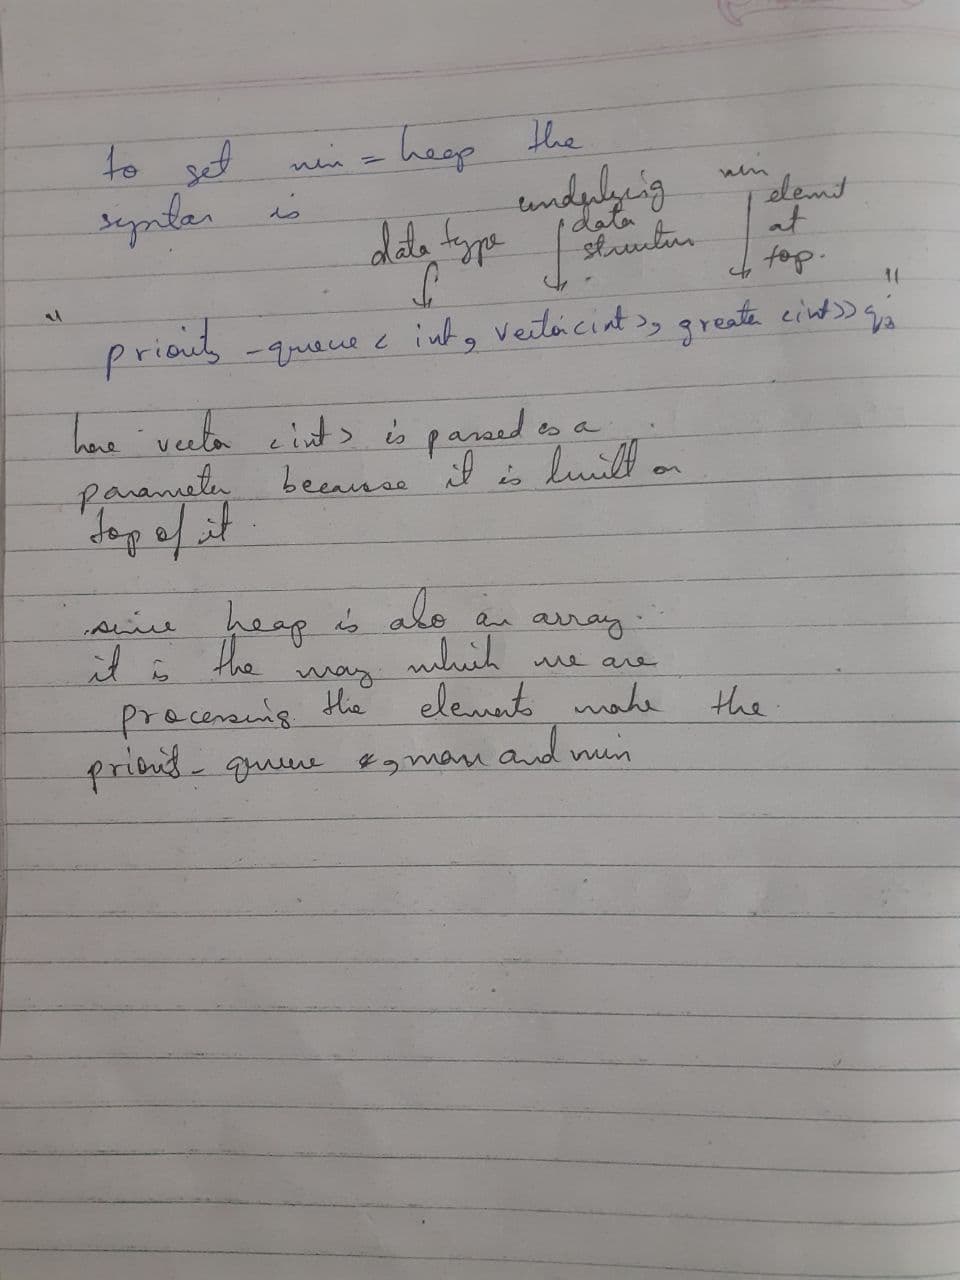 to set min = heap the
syntax is
data type
underlying
data
structure
min
element
at
top.
" priority - queue < int, vector<int>, greater <int>> q; "
here vector <int> is passed as a
parameter because it is built on
top of it.
since heap is also an array.
it is the way which we are
processing the elements make the
priority - queue , max and min